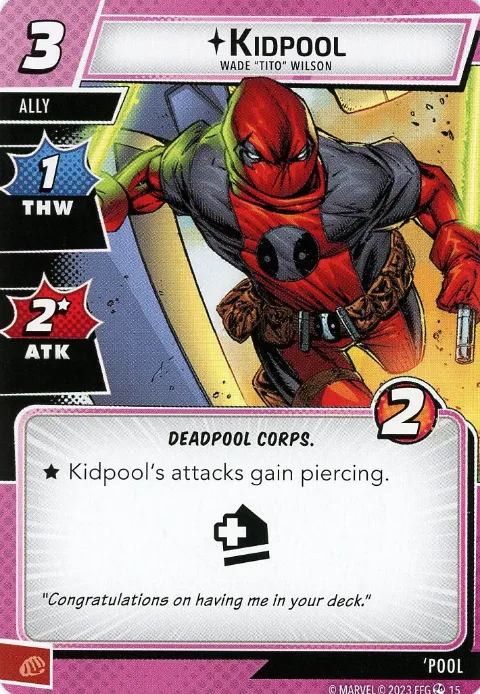 3
✦KIDPOOL
WADE "TITO" WILSON
ALLY
1
THW
2★
ATK
2
DEADPOOL CORPS.
★ Kidpool's attacks gain piercing.
"Congratulations on having me in your deck."
'POOL
© MARVEL © 2023 FFG 15